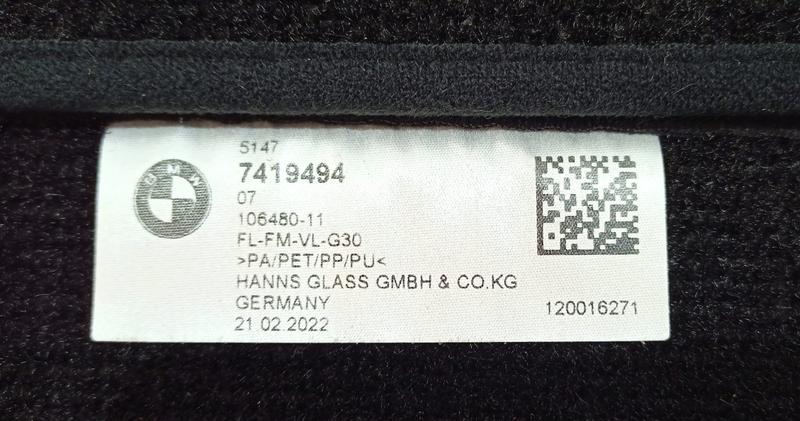 BMW
5147
7419494
07
106480-11
FL-FM-VL-G30
>PA/PET/PP/PU<
HANNS GLASS GMBH & CO.KG
GERMANY
21 02.2022
120016271